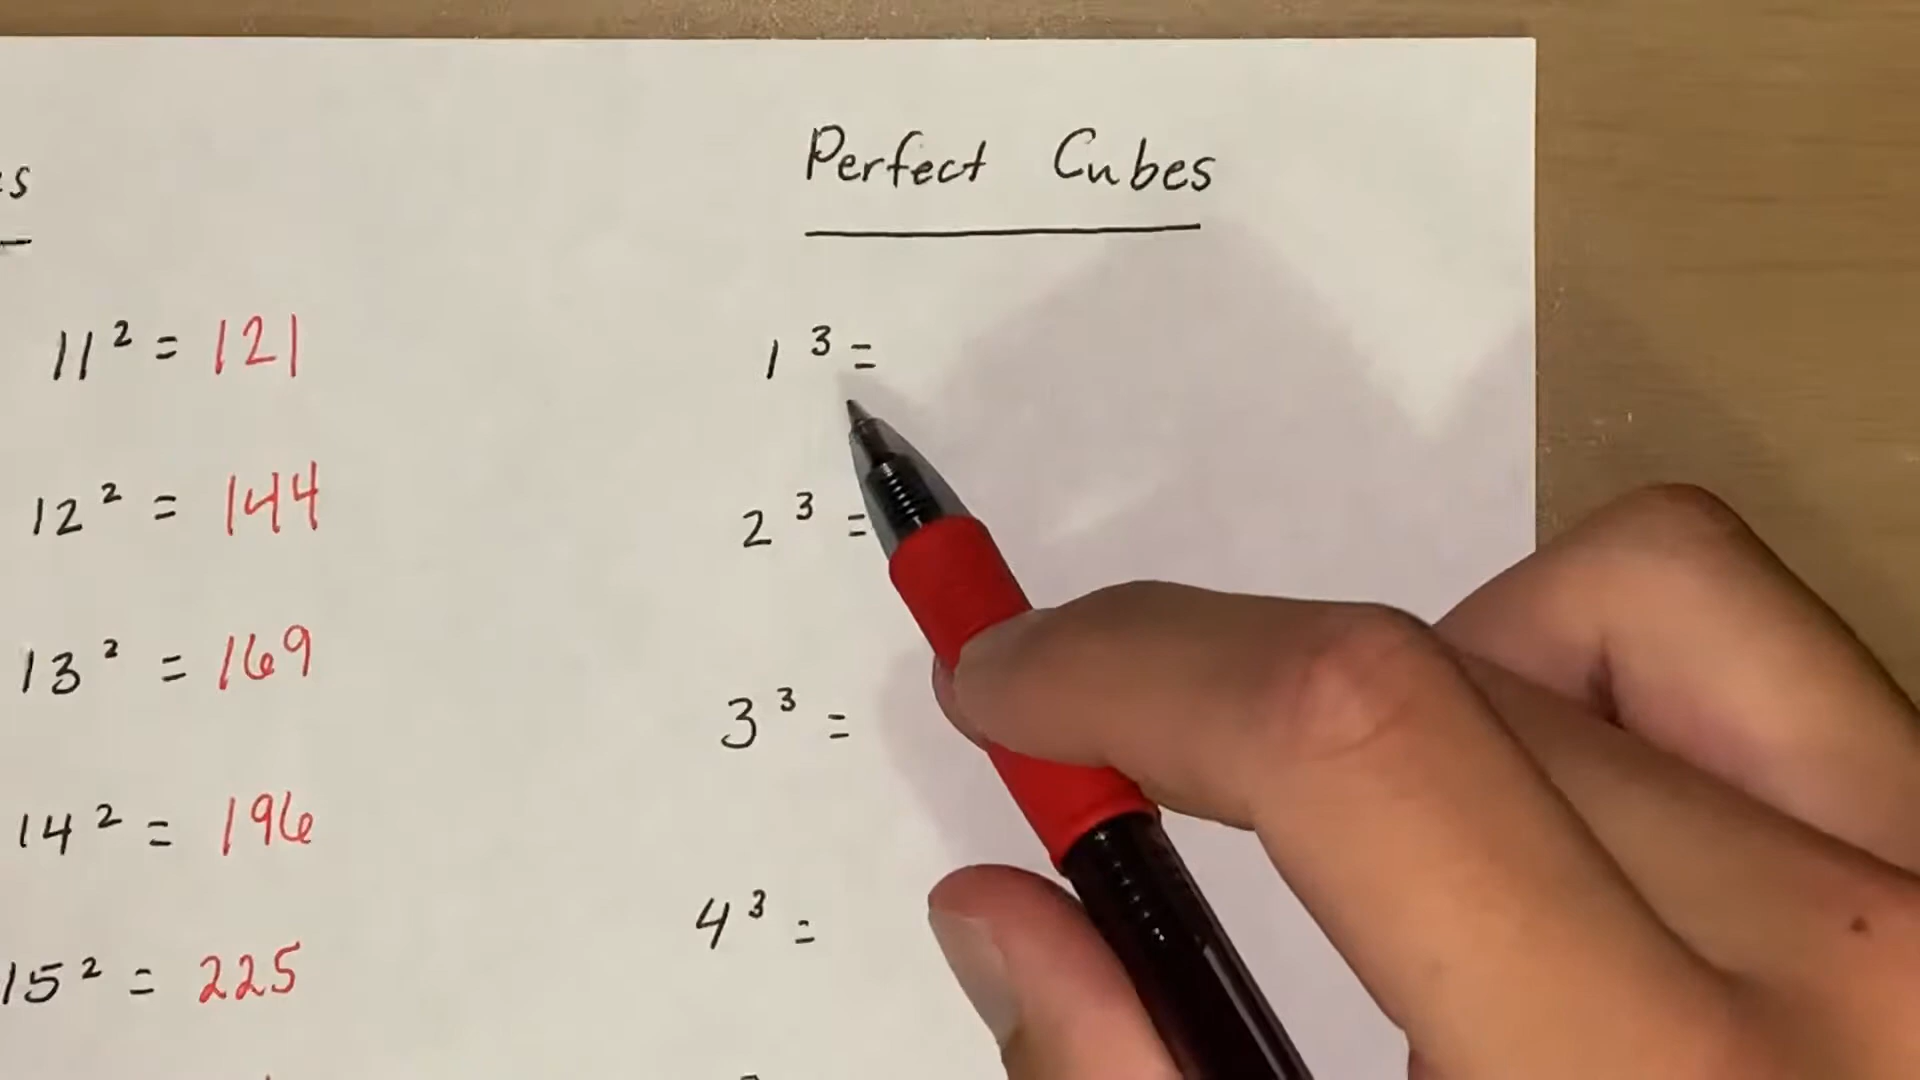 11² = 121
12² = 144
13² = 169
14² = 196
15² = 225
Perfect Cubes
1³ =
2³ =
3³ =
4³ =